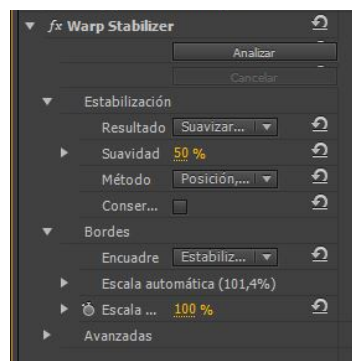 fx Warp Stabilizer
Analizar
Cancelar
Estabilización
Resultado Suavizar...
Suavidad 50 %
Método Posición,...
Conser...
Bordes
Encuadre Estabiliz...
Escala automática (101,4%)
Escala ... 100 %
Avanzadas